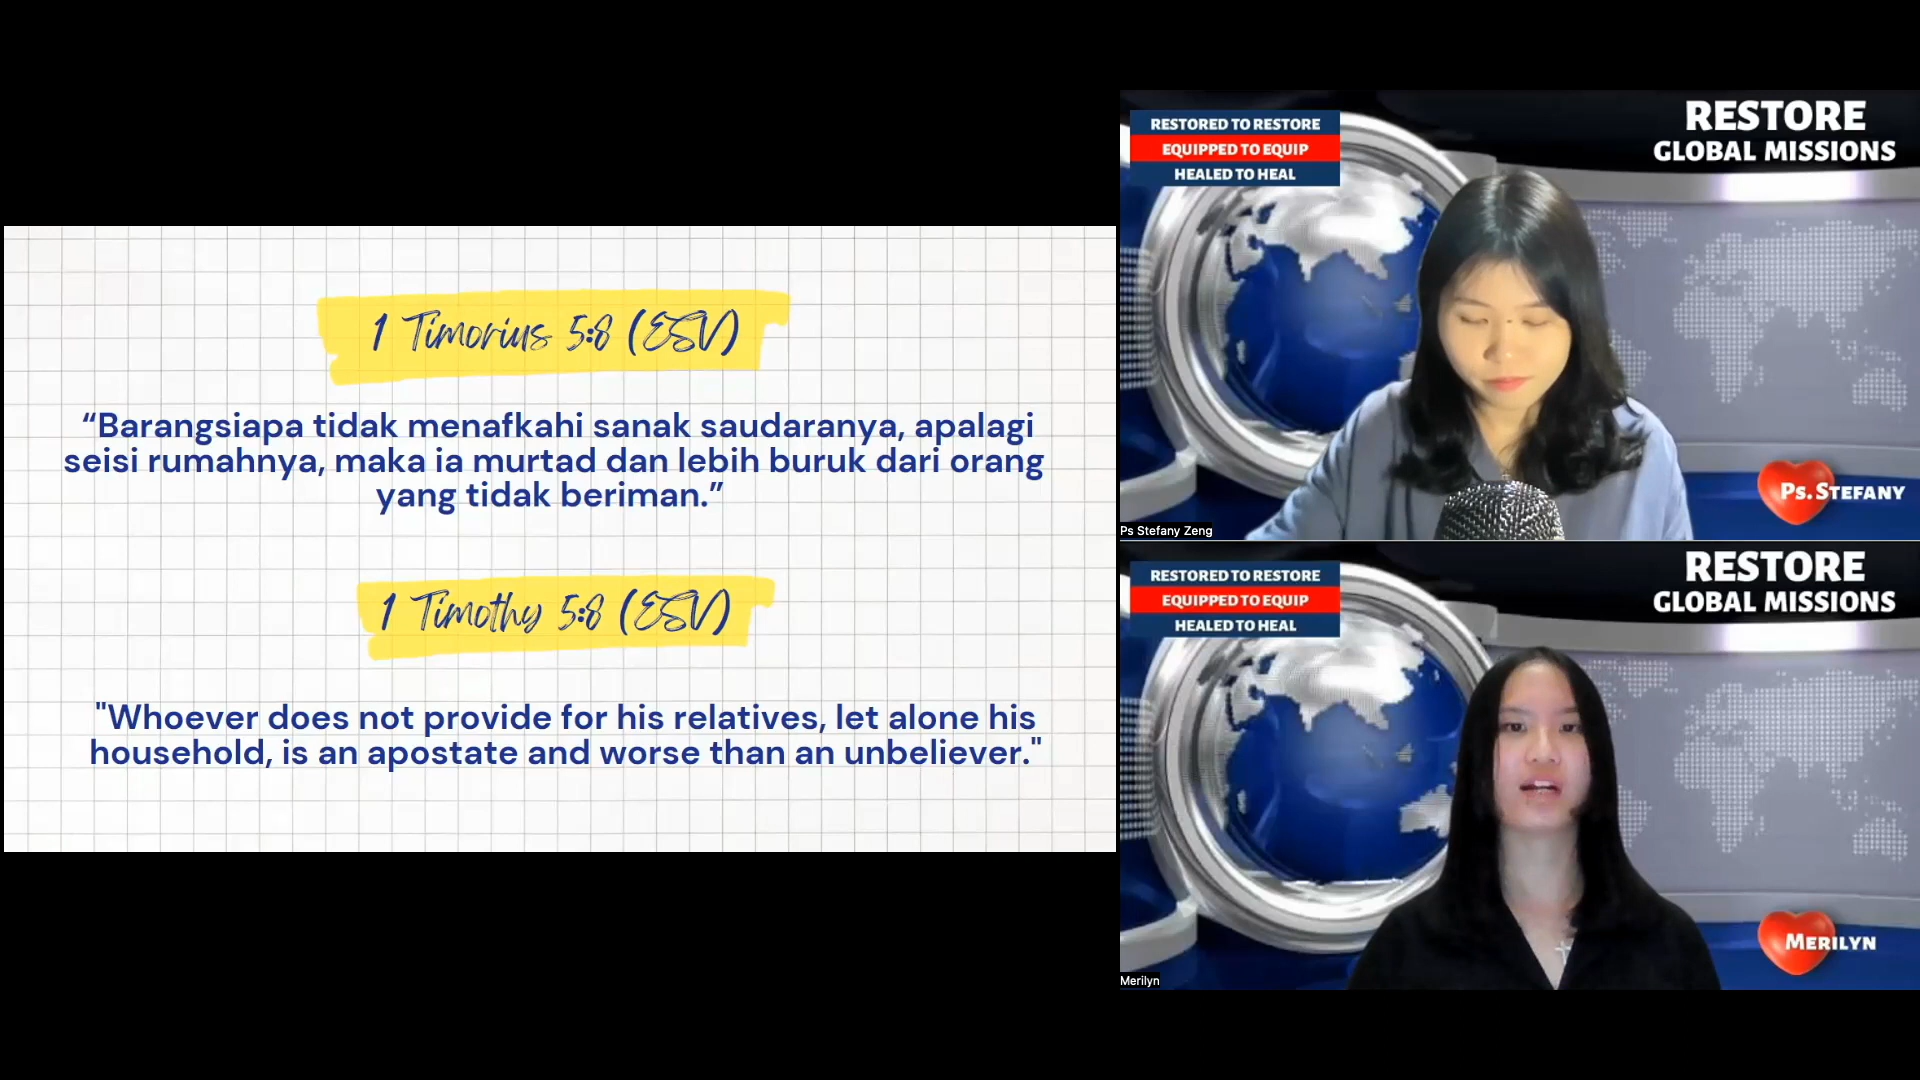 1 Timorius 5:8 (ESV)
“Barangsiapa tidak menafkahi sanak saudaranya, apalagi
seisi rumahnya, maka ia murtad dan lebih buruk dari orang
yang tidak beriman.”
1 Timothy 5:8 (ESV)
"Whoever does not provide for his relatives, let alone his
household, is an apostate and worse than an unbeliever."
RESTORED TO RESTORE
EQUIPPED TO EQUIP
HEALED TO HEAL
RESTORE
GLOBAL MISSIONS
Ps. Stefany
Ps Stefany Zeng
RESTORED TO RESTORE
EQUIPPED TO EQUIP
HEALED TO HEAL
RESTORE
GLOBAL MISSIONS
Merilyn
Merilyn